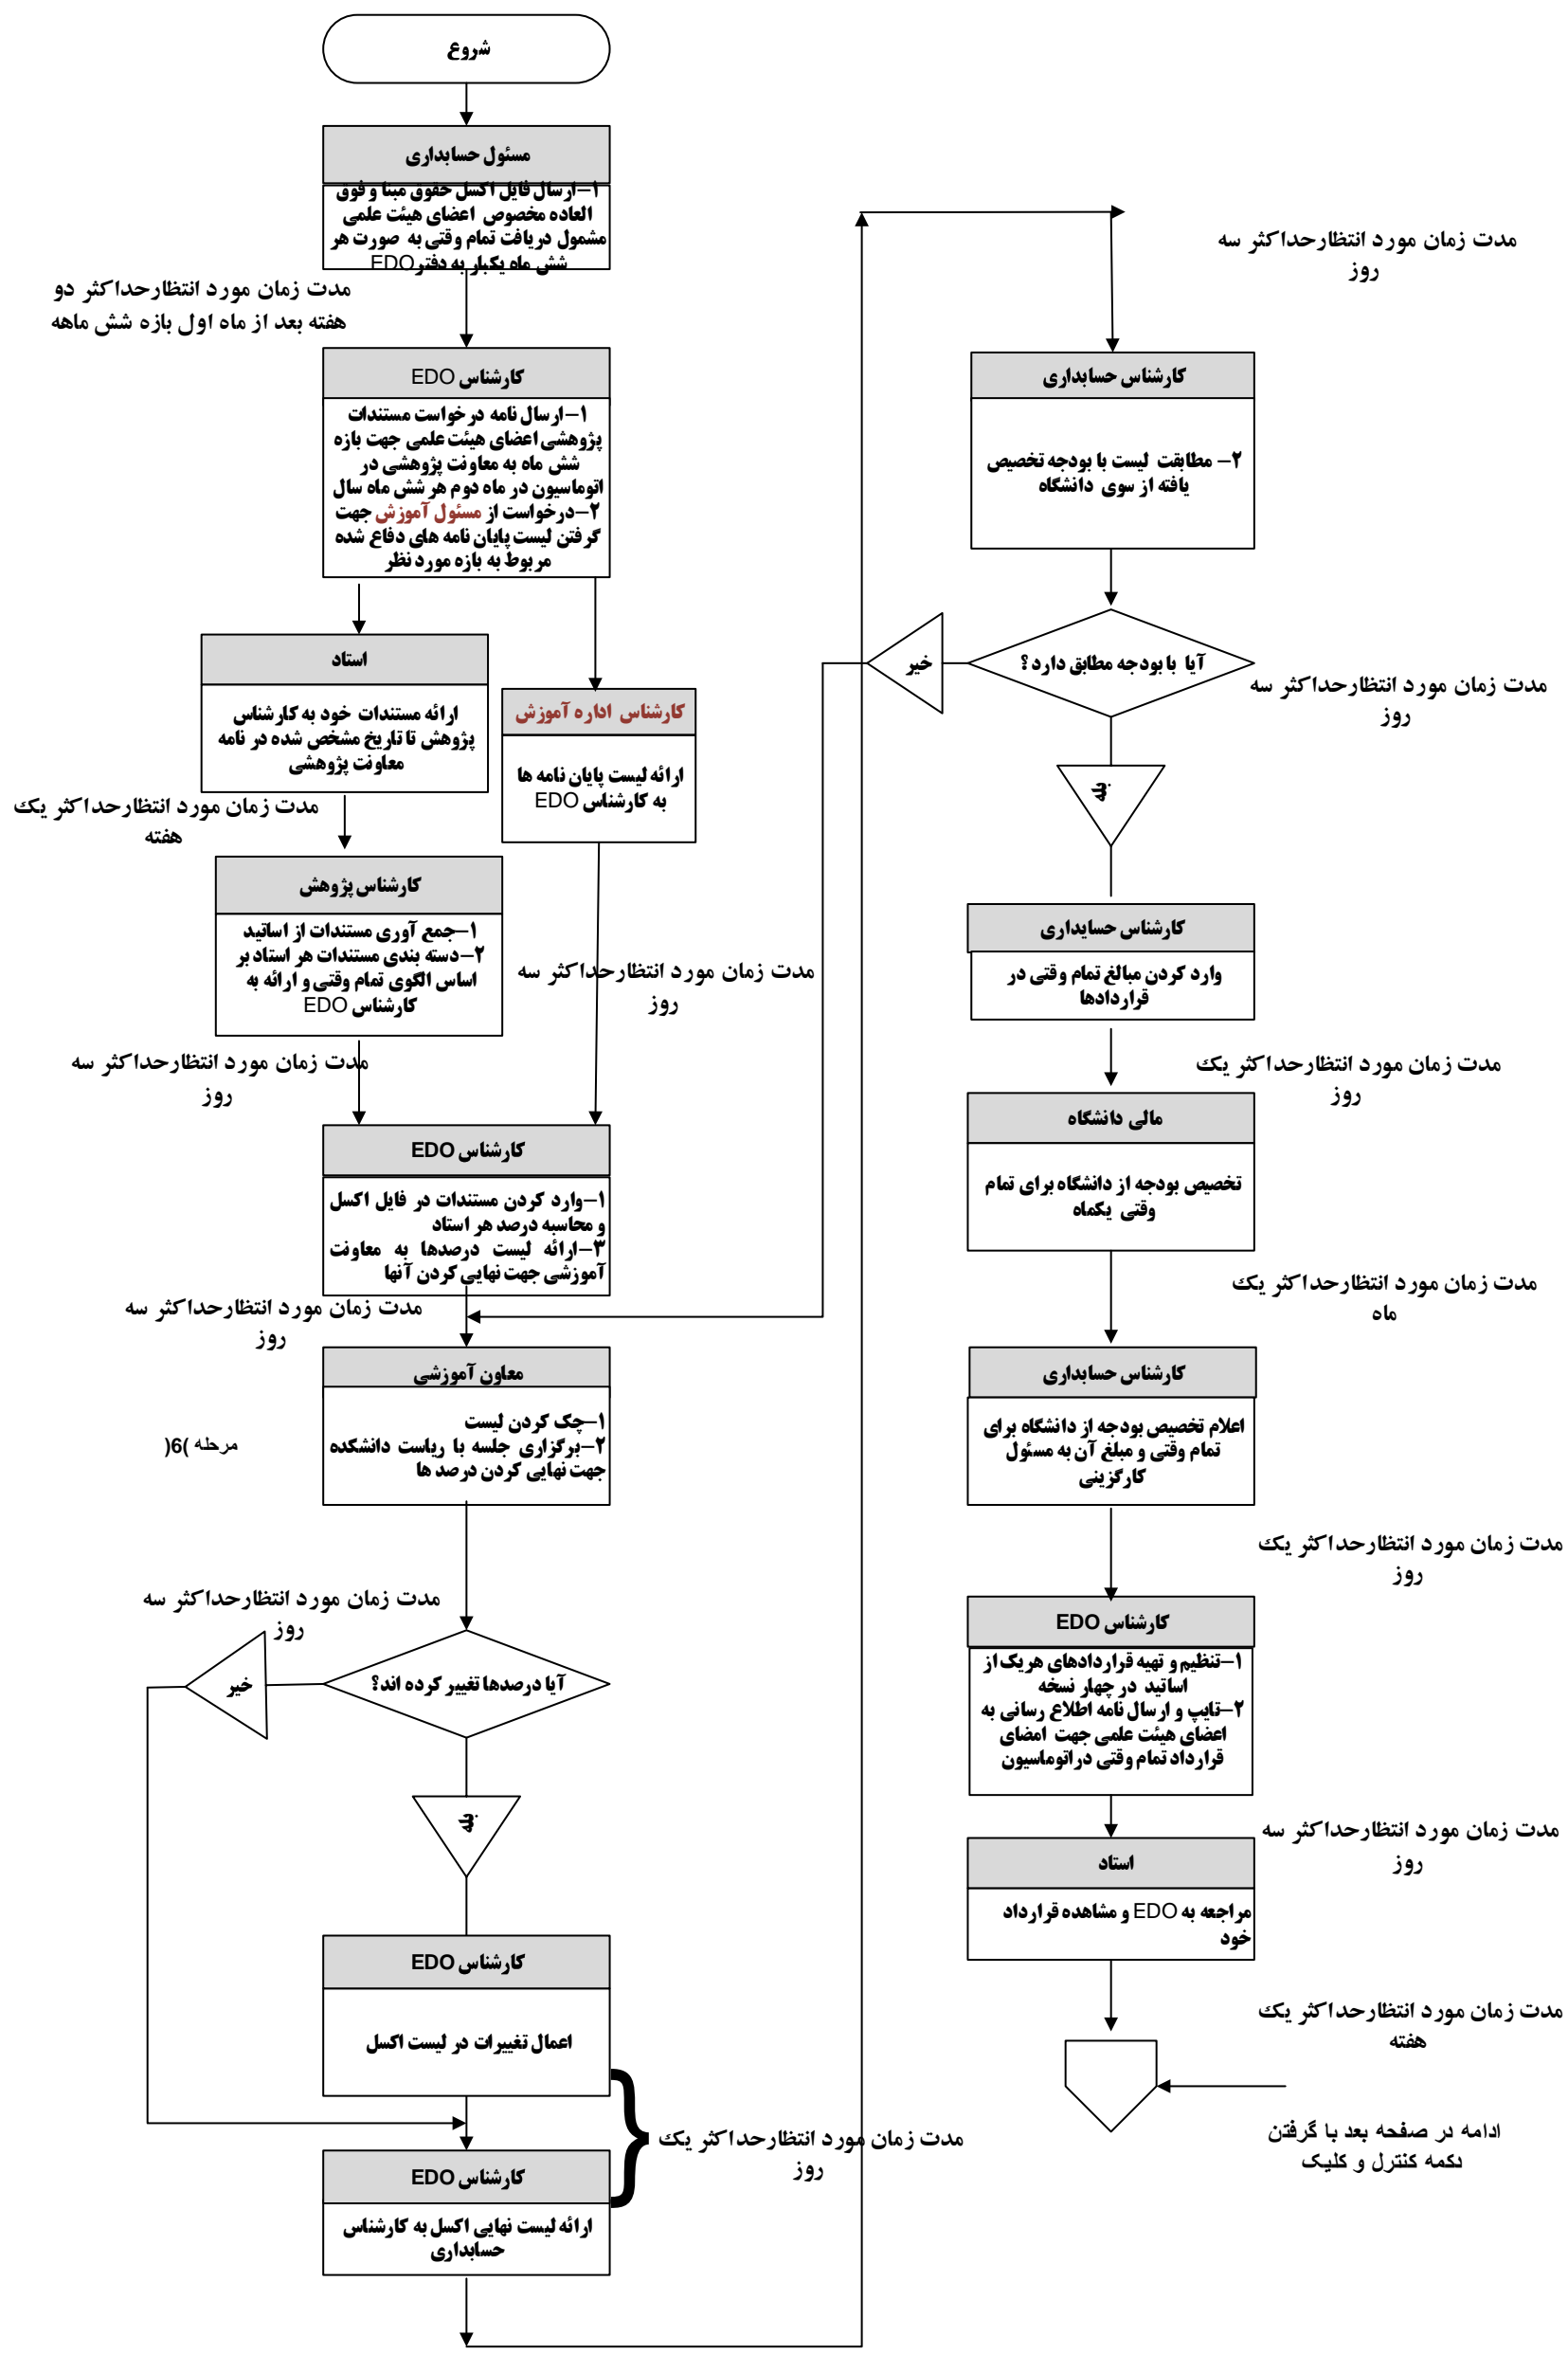 شروع
مسئول حسابداری
۱-ارسال فایل اکسل حقوق مبنا و فوق
العاده مخصوص اعضای هیئت علمی
مشمول دریافت تمام وقتی به صورت هر
شش ماه یکبار به دفتر EDO
مدت زمان مورد انتظارحداکثر دو
هفته بعد از ماه اول بازه شش ماهه
کارشناس EDO
۱-ارسال نامه درخواست مستندات
پژوهشی اعضای هیئت علمی جهت بازه
شش ماه به معاونت پژوهشی در
اتوماسیون در ماه دوم هر شش ماه سال
۲-درخواست از مسئول آموزش جهت
گرفتن لیست پایان نامه های دفاع شده
مربوط به بازه مورد نظر
استاد
ارائه مستندات خود به کارشناس
پژوهش تا تاریخ مشخص شده در نامه
معاونت پژوهشی
کارشناس اداره آموزش
ارائه لیست پایان نامه ها
به کارشناس EDO
مدت زمان مورد انتظارحداکثر یک
هفته
کارشناس پژوهش
۱-جمع آوری مستندات از اساتید
۲-دسته بندی مستندات هر استاد بر
اساس الگوی تمام وقتی و ارائه به
کارشناس EDO
مدت زمان مورد انتظارحداکثر سه
روز
مدت زمان مورد انتظارحداکثر سه
روز
کارشناس EDO
۱-وارد کردن مستندات در فایل اکسل
و محاسبه درصد هر استاد
۳-ارائه لیست درصدها به معاونت
آموزشی جهت نهایی کردن آنها
مدت زمان مورد انتظارحداکثر سه
روز
معاون آموزشی
۱-چک کردن لیست
۲-برگزاری جلسه با ریاست دانشکده
جهت نهایی کردن درصد ها
مرحله )6(
مدت زمان مورد انتظارحداکثر سه
روز
آیا درصدها تغییر کرده اند؟
خیر
بله
کارشناس EDO
اعمال تغییرات در لیست اکسل
کارشناس EDO
ارائه لیست نهایی اکسل به کارشناس
حسابداری
مدت زمان مورد انتظارحداکثر یک
روز
مدت زمان مورد انتظارحداکثر سه
روز
کارشناس حسابداری
۲- مطابقت لیست با بودجه تخصیص
یافته از سوی دانشگاه
آیا با بودجه مطابق دارد ؟
خیر
مدت زمان مورد انتظارحداکثر سه
روز
بله
کارشناس حسایداری
وارد کردن مبالغ تمام وقتی در
قراردادها
مدت زمان مورد انتظارحداکثر یک
روز
مالی دانشگاه
تخصیص بودجه از دانشگاه برای تمام
وقتی یکماه
مدت زمان مورد انتظارحداکثر یک
ماه
کارشناس حسابداری
اعلام تخصیص بودجه از دانشگاه برای
تمام وقتی و مبلغ آن به مسئول
کارگزینی
مدت زمان مورد انتظارحداکثر یک
روز
کارشناس EDO
۱-تنظیم و تهیه قراردادهای هریک از
اساتید در چهار نسخه
۲-تایپ و ارسال نامه اطلاع رسانی به
اعضای هیئت علمی جهت امضای
قرارداد تمام وقتی دراتوماسیون
مدت زمان مورد انتظارحداکثر سه
روز
استاد
مراجعه به EDO و مشاهده قرارداد
خود
مدت زمان مورد انتظارحداکثر یک
هفته
ادامه در صفحه بعد با گرفتن
دکمه کنترل و کلیک